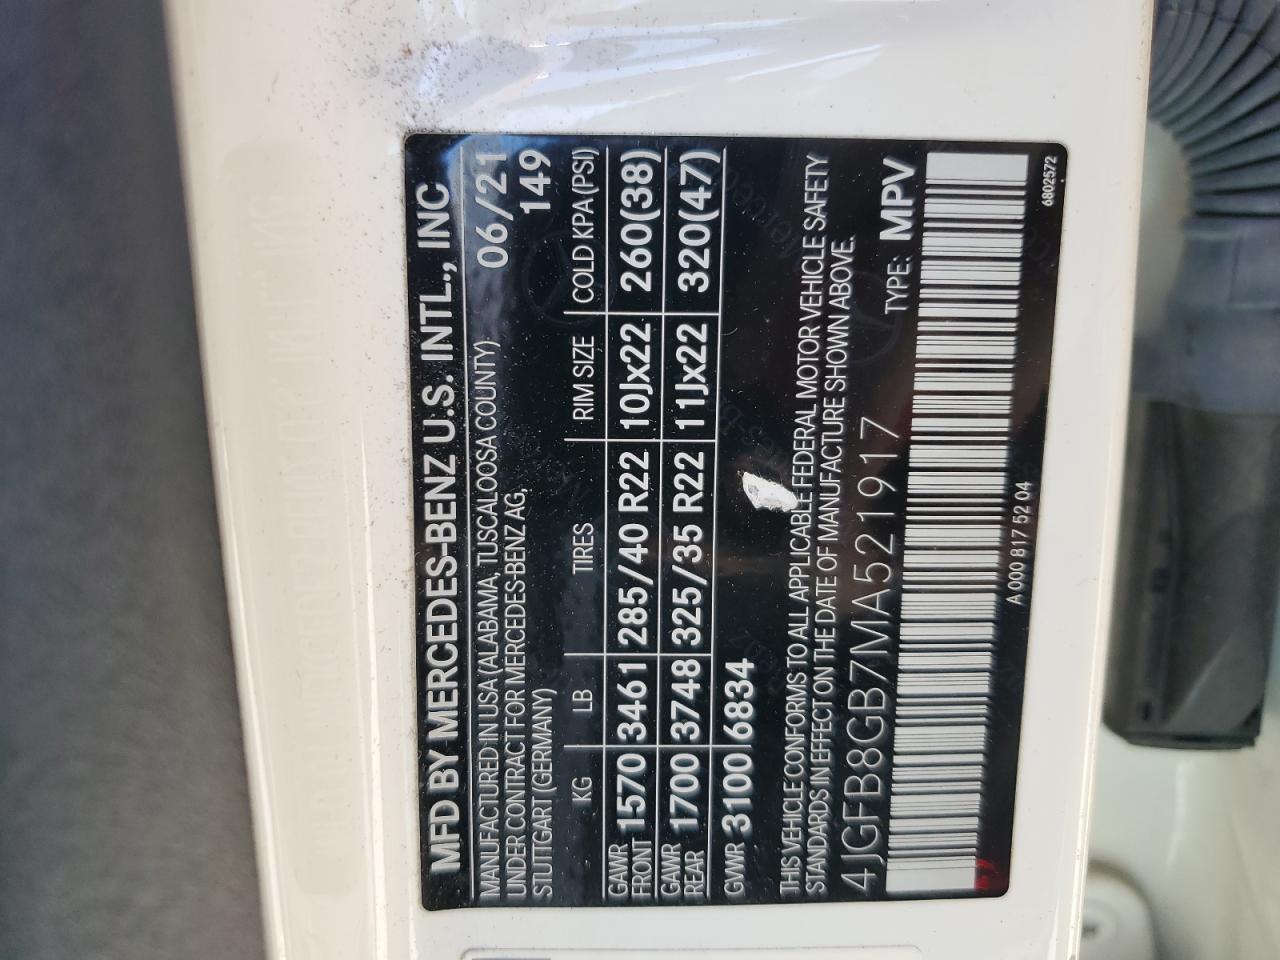 MFD BY MERCEDES-BENZ U.S. INTL., INC
MANUFACTURED IN USA (ALABAMA, TUSCALOOSA COUNTY) 06/21
UNDER CONTRACT FOR MERCEDES-BENZ AG, 149
STUTTGART (GERMANY)
KG LB TIRES RIM SIZE COLD KPA (PSI)
GAWR FRONT 1570 3461 285/40 R22 10Jx22 260(38)
GAWR REAR 1700 3748 325/35 R22 11Jx22 320(47)
GVWR 3100 6834
THIS VEHICLE CONFORMS TO ALL APPLICABLE FEDERAL MOTOR VEHICLE SAFETY
STANDARDS IN EFFECT ON THE DATE OF MANUFACTURE SHOWN ABOVE.
4JGFB8GB7MA521917 TYPE: MPV
A 000 817 52 04 6802572